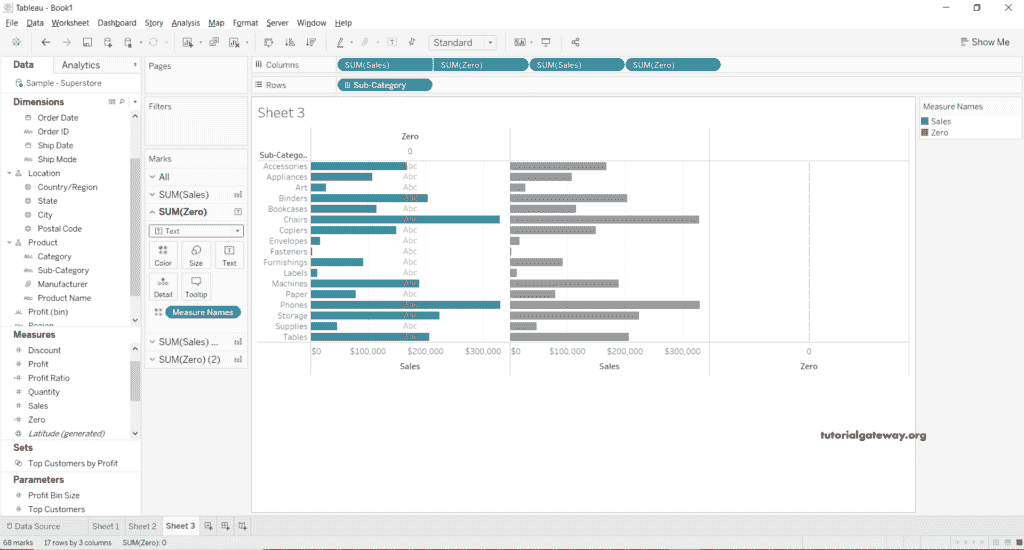 Tableau - Book1
File Data Worksheet Dashboard Story Analysis Map Format Server Window Help
Standard
Show Me
Data Analytics
Sample - Superstore
Dimensions
Order Date
Abc Order ID
Ship Date
Abc Ship Mode
Location
Country/Region
State
City
Postal Code
Product
Abc Category
Abc Sub-Category
Manufacturer
Abc Product Name
Profit (bin)
Region
Measures
# Discount
# Profit
=# Profit Ratio
# Quantity
# Sales
=# Zero
Latitude (generated)
Sets
Top Customers by Profit
Parameters
# Profit Bin Size
# Top Customers
Pages
Filters
Marks
All
SUM(Sales)
SUM(Zero)
Text
Color Size Text
Detail Tooltip
Measure Names
SUM(Sales) ...
SUM(Zero) (2)
Columns SUM(Sales) SUM(Zero) SUM(Sales) SUM(Zero)
Rows Sub-Category
Sheet 3
Zero
0
Sub-Catego..
Accessories Abc
Appliances Abc
Art Abc
Binders Abc
Bookcases Abc
Chairs Abc
Copiers Abc
Envelopes Abc
Fasteners Abc
Furnishings Abc
Labels Abc
Machines Abc
Paper Abc
Phones Abc
Storage Abc
Supplies Abc
Tables Abc
$0 $100,000 $200,000 $300,000 $0 $100,000 $200,000 $300,000 0
Sales Sales Zero
Measure Names
Sales
Zero
tutorialgateway.org
Data Source Sheet 1 Sheet 2 Sheet 3
68 marks 17 rows by 3 columns SUM(Zero): 0